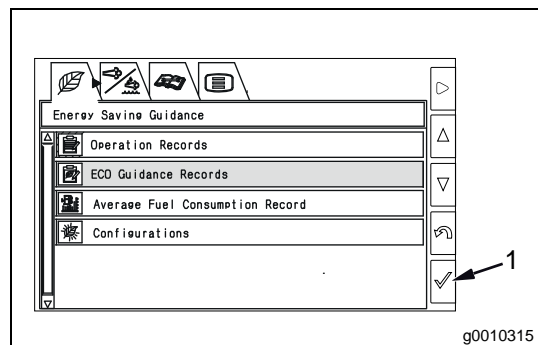 Energy Saving Guidance
Operation Records
ECO Guidance Records
Average Fuel Consumption Record
Configurations
1
g0010315